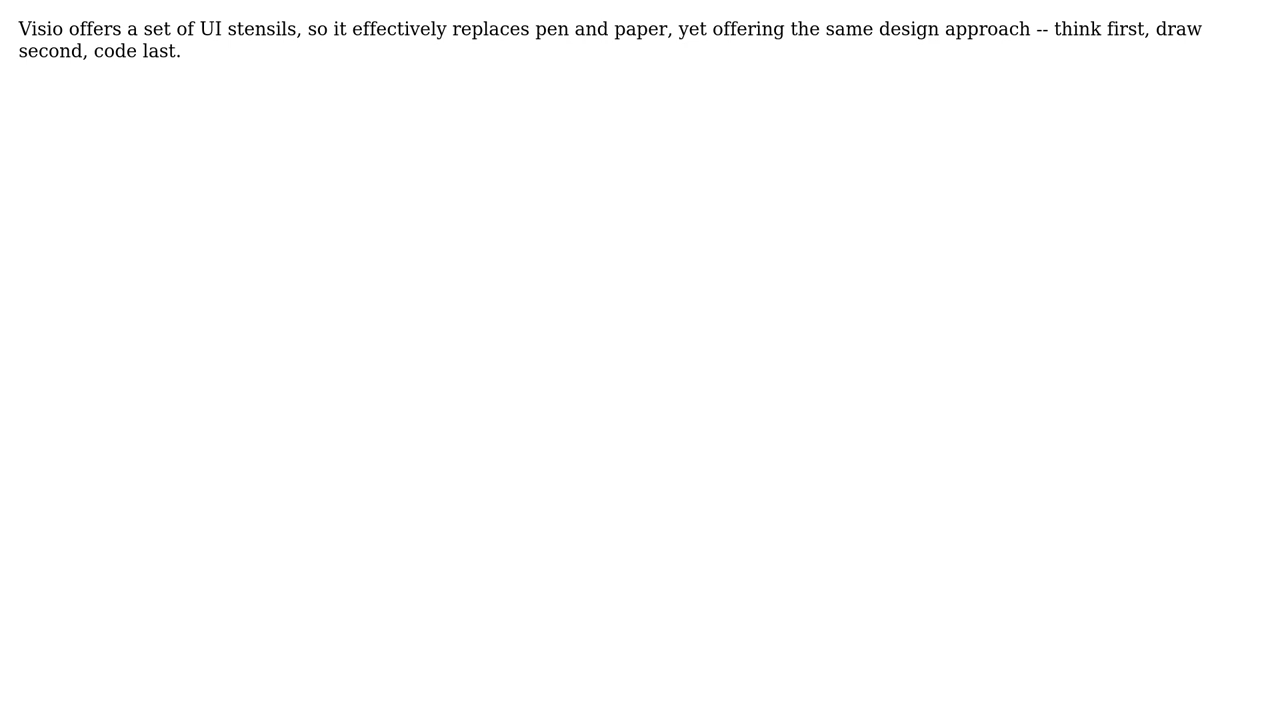 Visio offers a set of UI stensils, so it effectively replaces pen and paper, yet offering the same design approach -- think first, draw
second, code last.